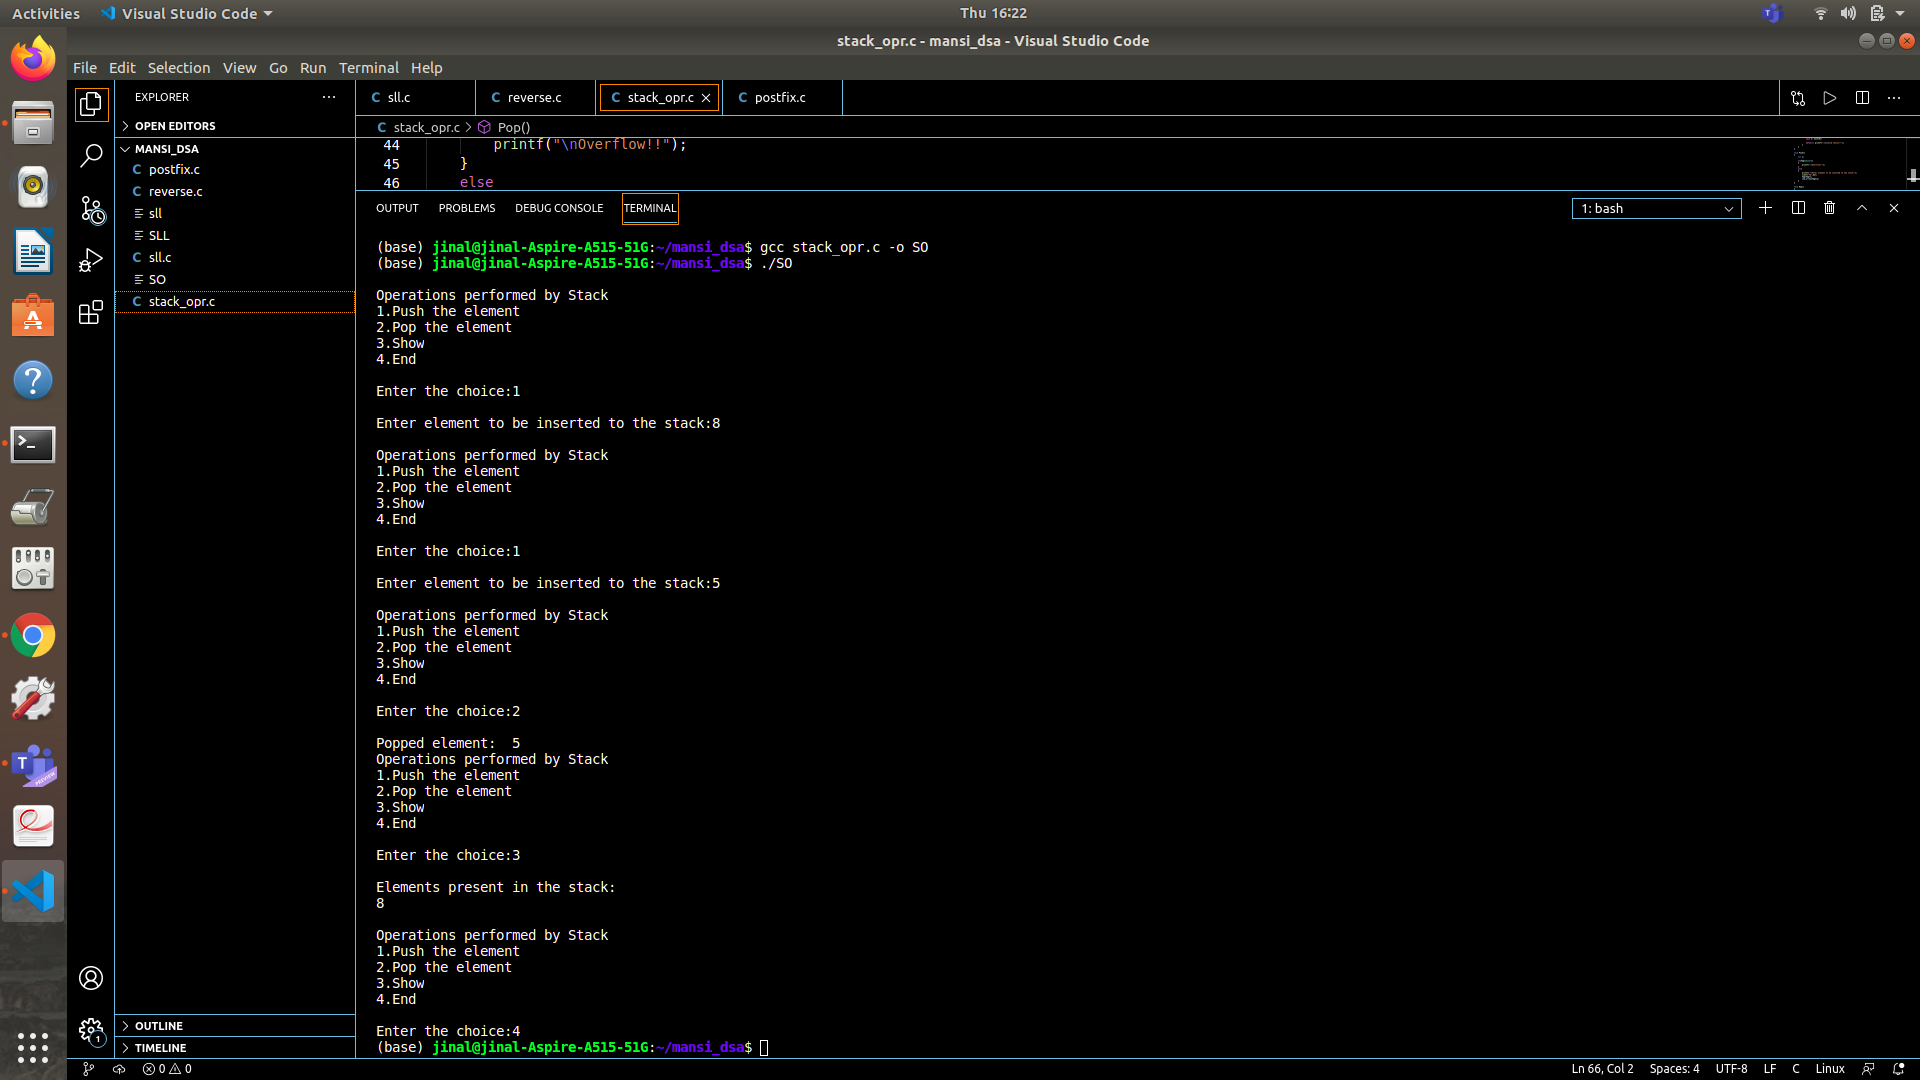 Activities Visual Studio Code Thu 16:22
stack_opr.c - mansi_dsa - Visual Studio Code
File Edit Selection View Go Run Terminal Help
EXPLORER
OPEN EDITORS
MANSI_DSA
postfix.c
reverse.c
sll
SLL
sll.c
SO
stack_opr.c
OUTLINE
TIMELINE
sll.c reverse.c stack_opr.c postfix.c
stack_opr.c > Pop()
44 printf("\nOverflow!!");
45 }
46 else
OUTPUT PROBLEMS DEBUG CONSOLE TERMINAL 1: bash
(base) jinal@jinal-Aspire-A515-51G:~/mansi_dsa$ gcc stack_opr.c -o SO
(base) jinal@jinal-Aspire-A515-51G:~/mansi_dsa$ ./SO
Operations performed by Stack
1.Push the element
2.Pop the element
3.Show
4.End
Enter the choice:1
Enter element to be inserted to the stack:8
Operations performed by Stack
1.Push the element
2.Pop the element
3.Show
4.End
Enter the choice:1
Enter element to be inserted to the stack:5
Operations performed by Stack
1.Push the element
2.Pop the element
3.Show
4.End
Enter the choice:2
Popped element:  5
Operations performed by Stack
1.Push the element
2.Pop the element
3.Show
4.End
Enter the choice:3
Elements present in the stack:
8
Operations performed by Stack
1.Push the element
2.Pop the element
3.Show
4.End
Enter the choice:4
(base) jinal@jinal-Aspire-A515-51G:~/mansi_dsa$
0 0 Ln 66, Col 2 Spaces: 4 UTF-8 LF C Linux